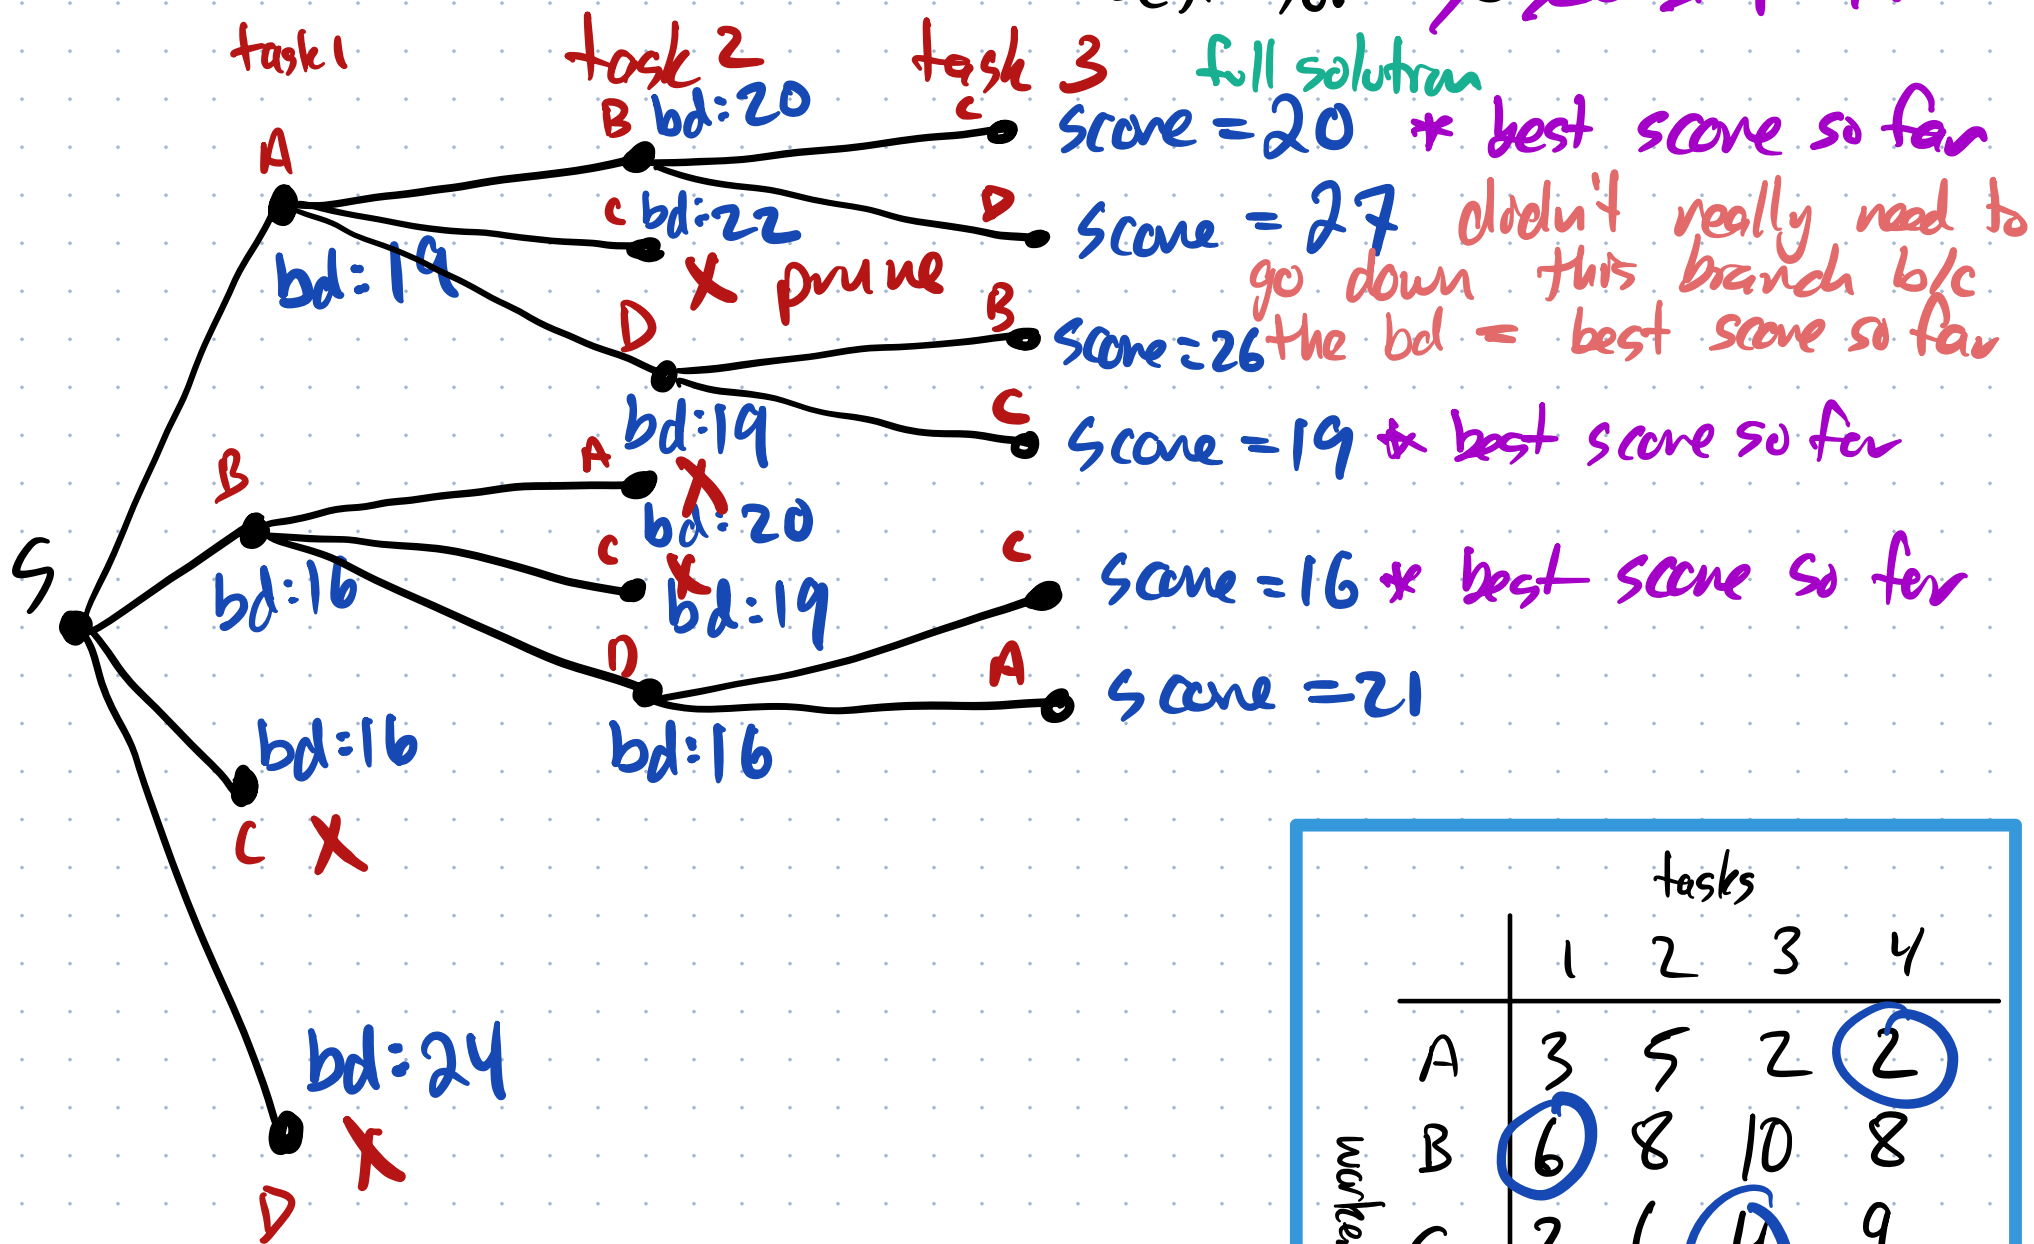 task 1 task 2 task 3 full solution
A B bd:20 C score = 20 * best score so far
C bd:22 D score = 27 didn't really need to
bd:19 X prune go down this branch b/c
D B score = 26 the bd = best score so far
bd:19 C score = 19 * best score so far
B A X
bd:20
S bd:16 C X bd:19 C score = 16 * best score so far
D A score = 21
bd:16 bd:16
C X
bd:24
X
D
tasks
1 2 3 4
A 3 5 2 2
B 6 8 10 8
9